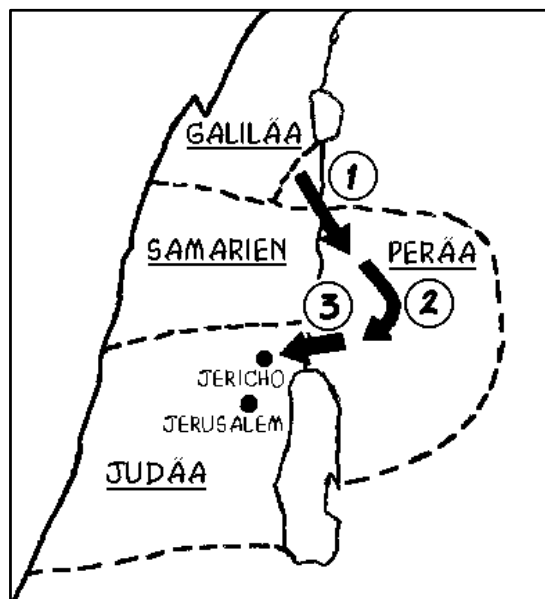 GALILÄA
1
SAMARIEN
PERÄA
3
2
JERICHO
JERUSALEM
JUDÄA